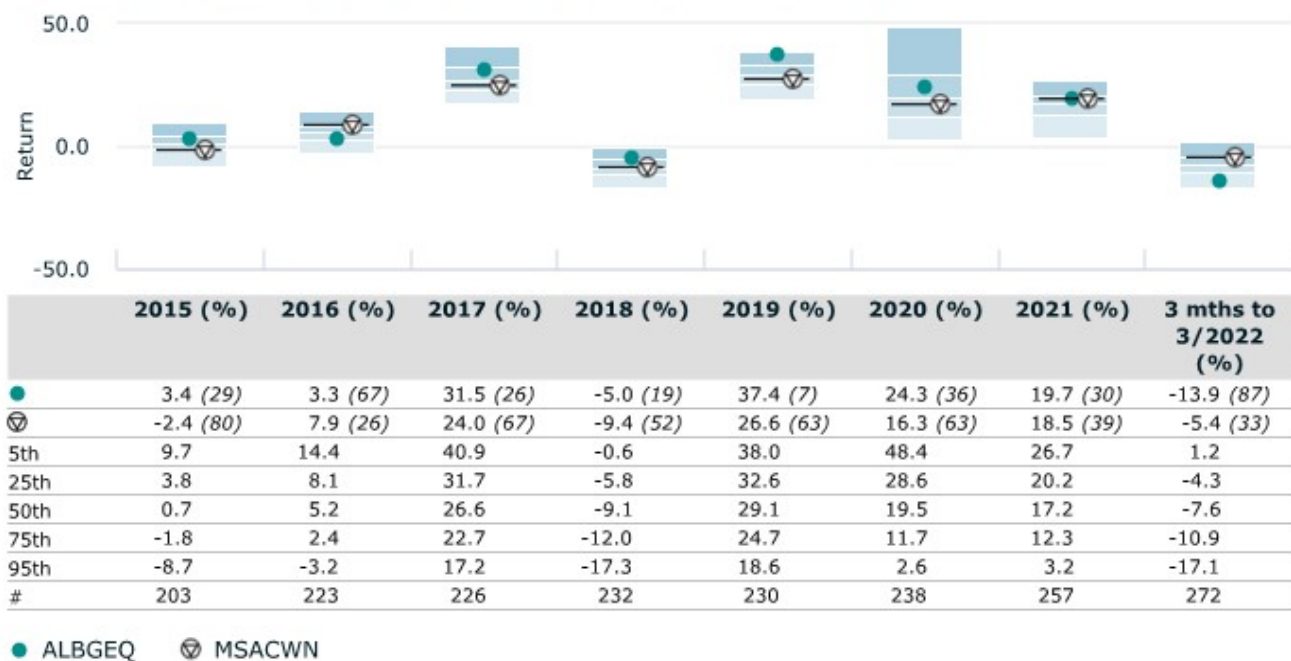 50.0
Return
0.0
-50.0
2015 (%) 2016 (%) 2017 (%) 2018 (%) 2019 (%) 2020 (%) 2021 (%) 3 mths to
3/2022
(%)
3.4 (29) 3.3 (67) 31.5 (26) -5.0 (19) 37.4 (7) 24.3 (36) 19.7 (30) -13.9 (87)
-2.4 (80) 7.9 (26) 24.0 (67) -9.4 (52) 26.6 (63) 16.3 (63) 18.5 (39) -5.4 (33)
5th 9.7 14.4 40.9 -0.6 38.0 48.4 26.7 1.2
25th 3.8 8.1 31.7 -5.8 32.6 28.6 20.2 -4.3
50th 0.7 5.2 26.6 -9.1 29.1 19.5 17.2 -7.6
75th -1.8 2.4 22.7 -12.0 24.7 11.7 12.3 -10.9
95th -8.7 -3.2 17.2 -17.3 18.6 2.6 3.2 -17.1
# 203 223 226 232 230 238 257 272
ALBGEQ MSACWN